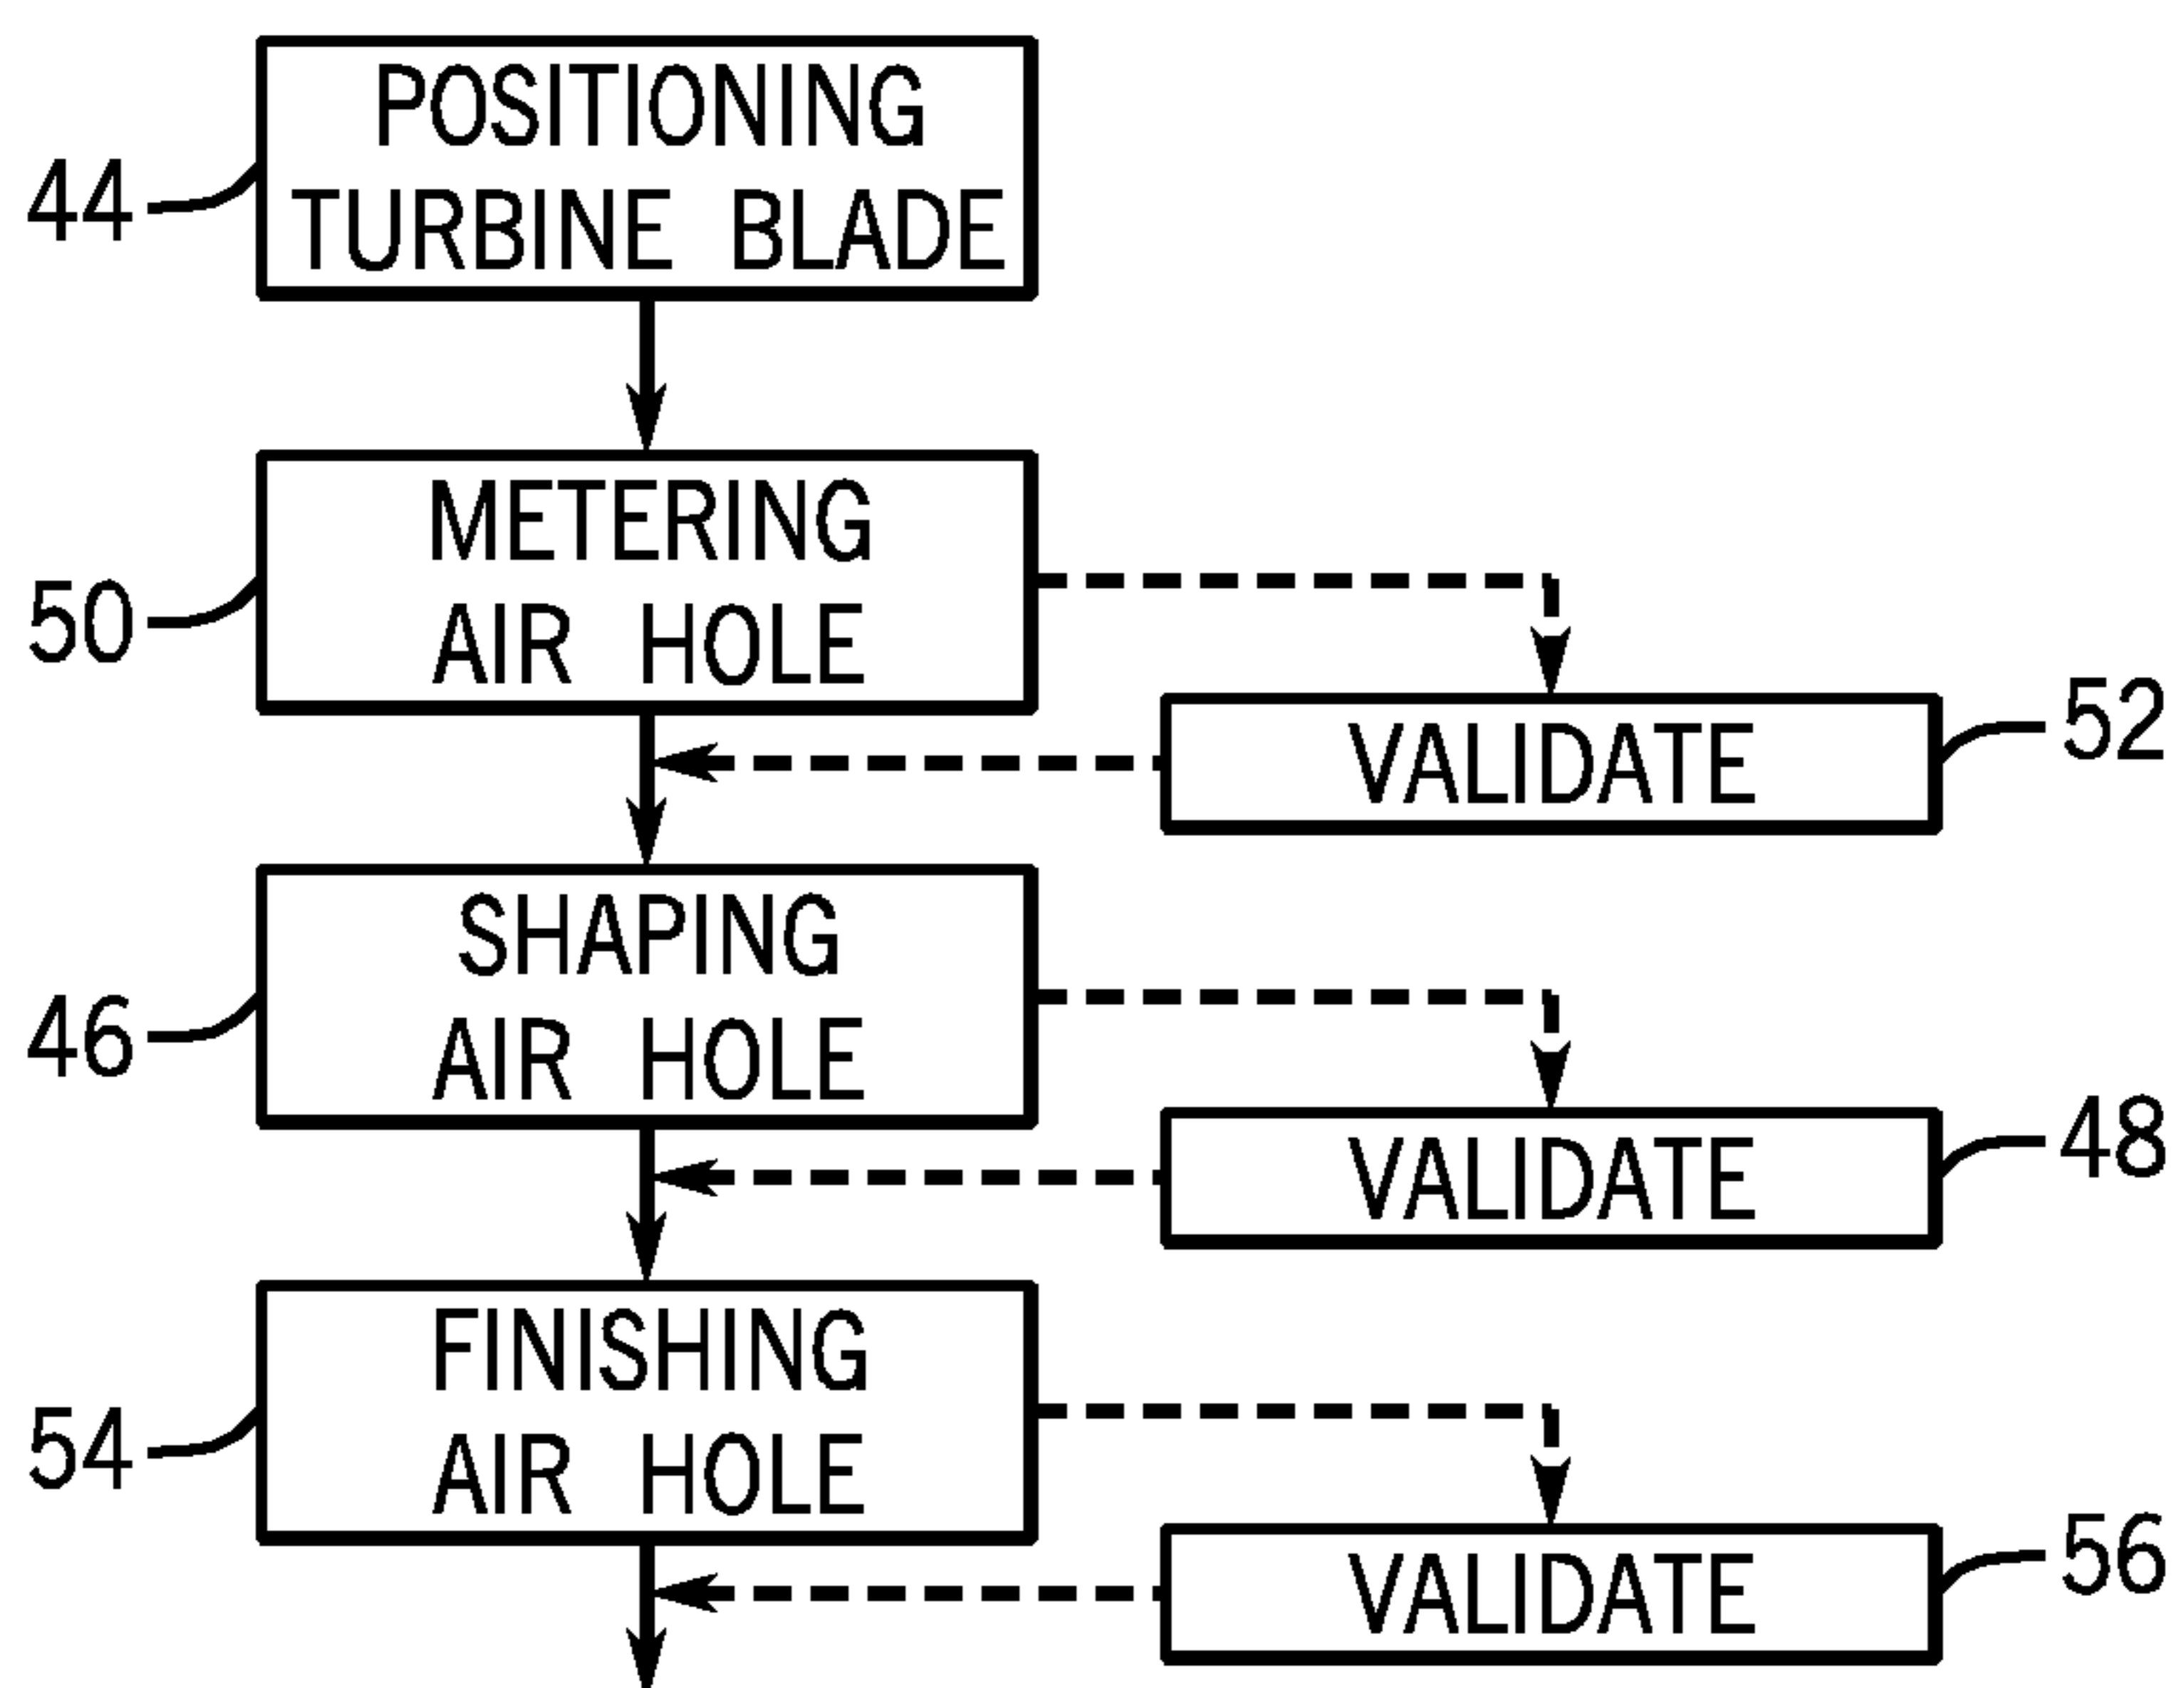 POSITIONING
TURBINE BLADE
44
METERING
AIR HOLE
50
VALIDATE
52
SHAPING
AIR HOLE
46
VALIDATE
48
FINISHING
AIR HOLE
54
VALIDATE
56